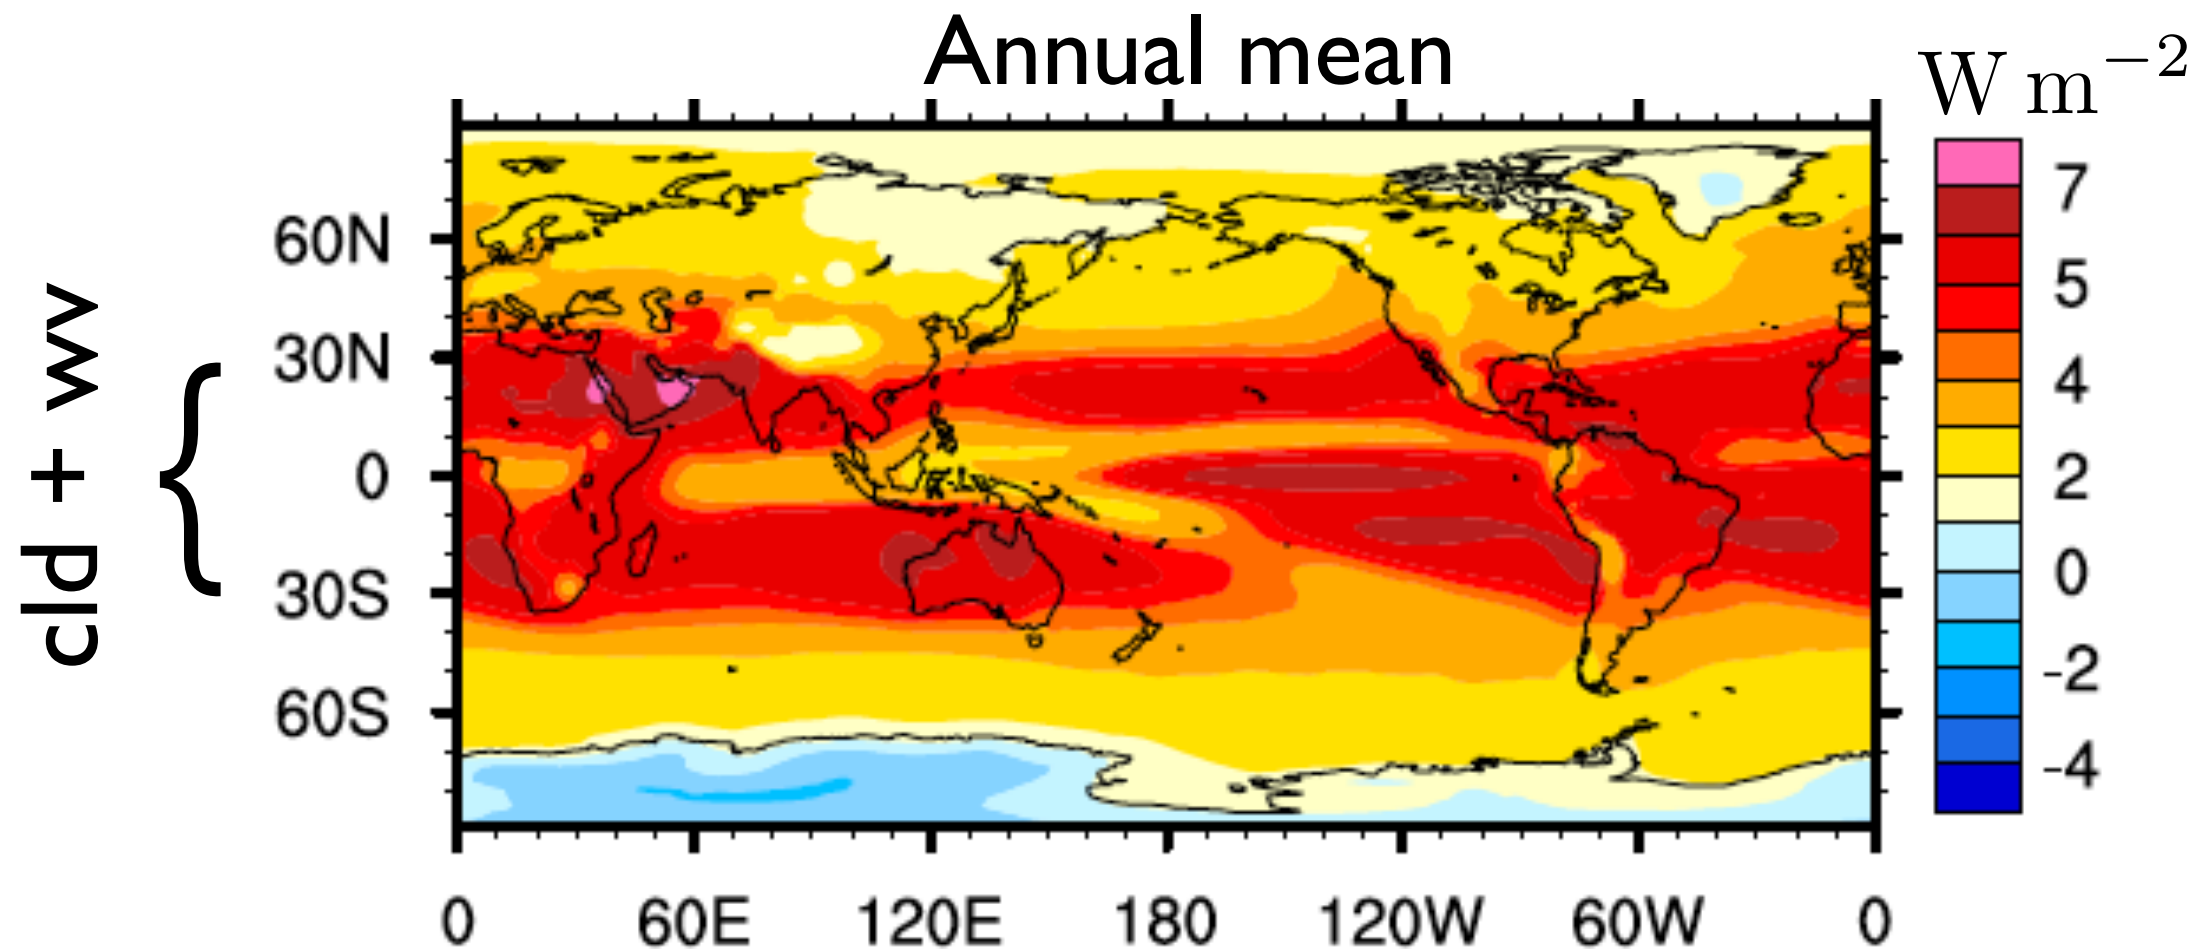 Annual mean
W m⁻²
cld + wv {
60N
30N
0
30S
60S
0 60E 120E 180 120W 60W 0
7
5
4
2
0
-2
-4